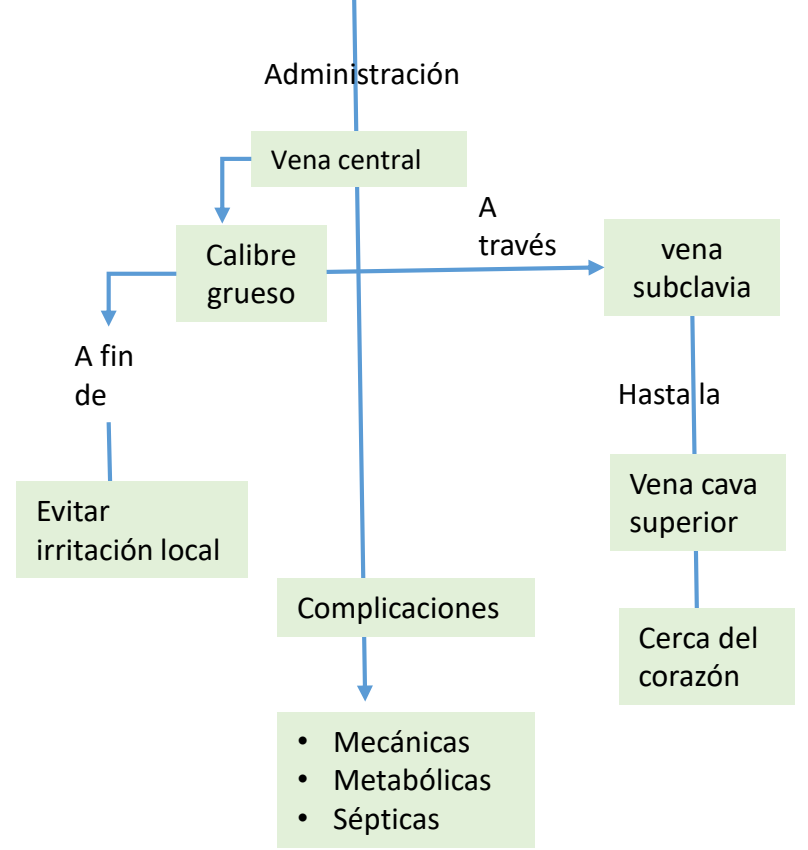 Administración
Vena central
A
través
Calibre
grueso
vena
subclavia
A fin
de
Hasta la
Evitar
irritación local
Vena cava
superior
Complicaciones
Cerca del
corazón
• Mecánicas
• Metabólicas
• Sépticas